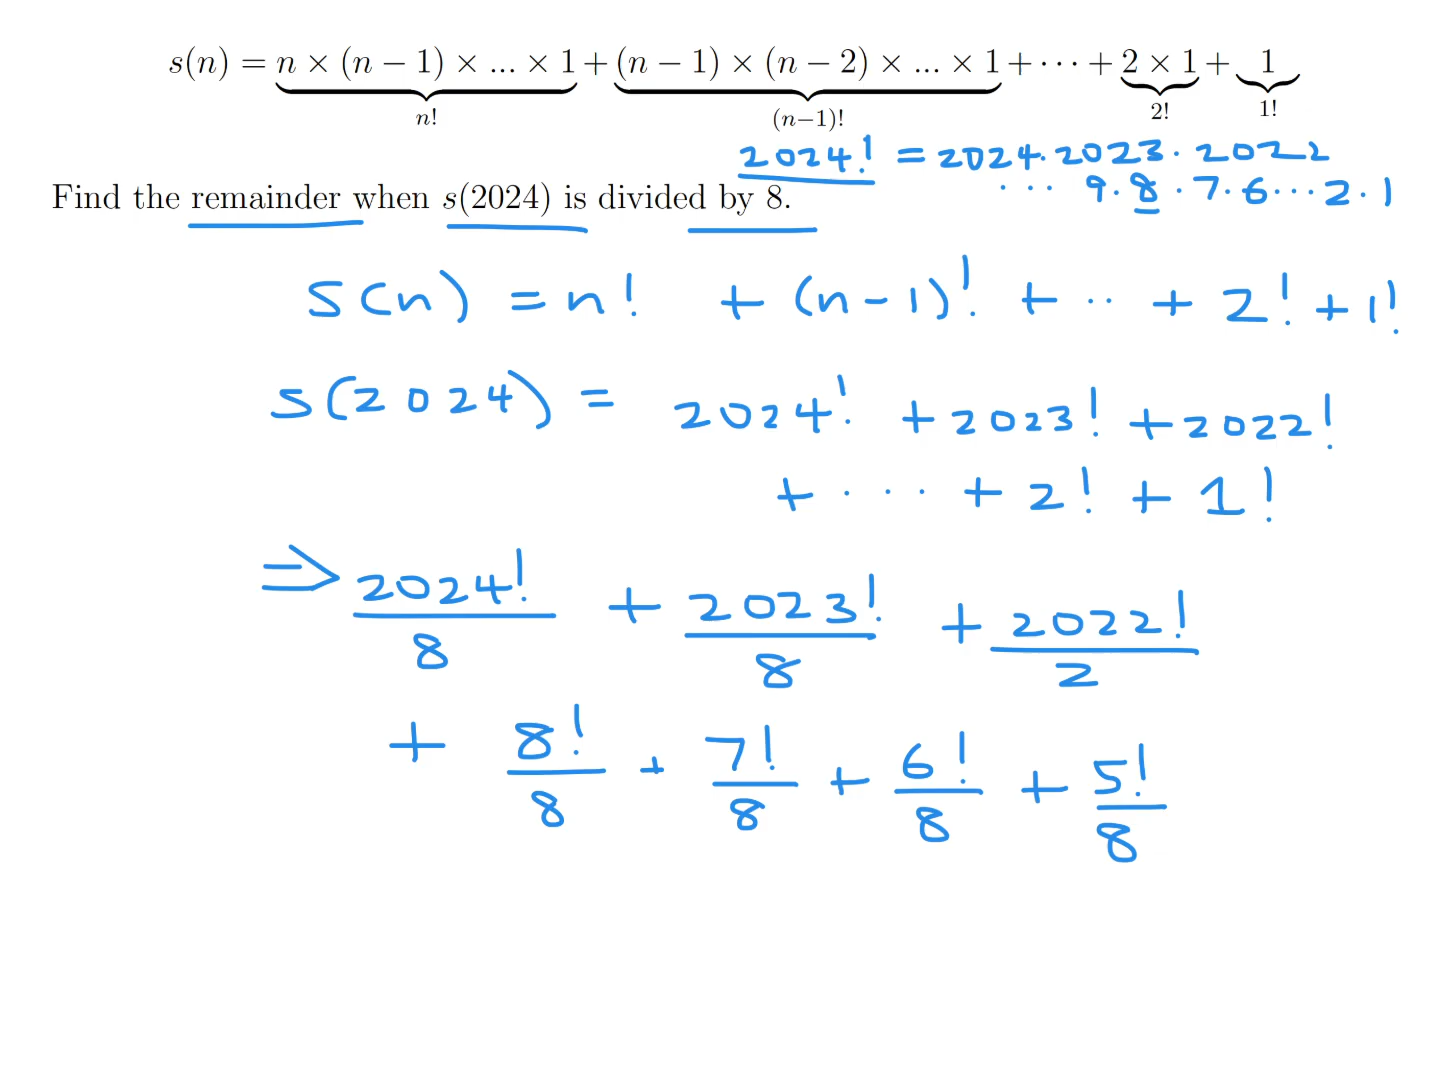 s(n) = n × (n − 1) × ... × 1 + (n − 1) × (n − 2) × ... × 1 + ··· + 2 × 1 + 1
n! (n−1)! 2! 1!
2024! = 2024·2023·2022
··· 9·8·7·6···2·1
Find the remainder when s(2024) is divided by 8.
s(n) = n! + (n-1)! + ·· + 2! + 1!
s(2024) = 2024! + 2023! + 2022!
+ ··· + 2! + 1!
⇒ 2024!/8 + 2023!/8 + 2022!/2
+ 8!/8 + 7!/8 + 6!/8 + 5!/8